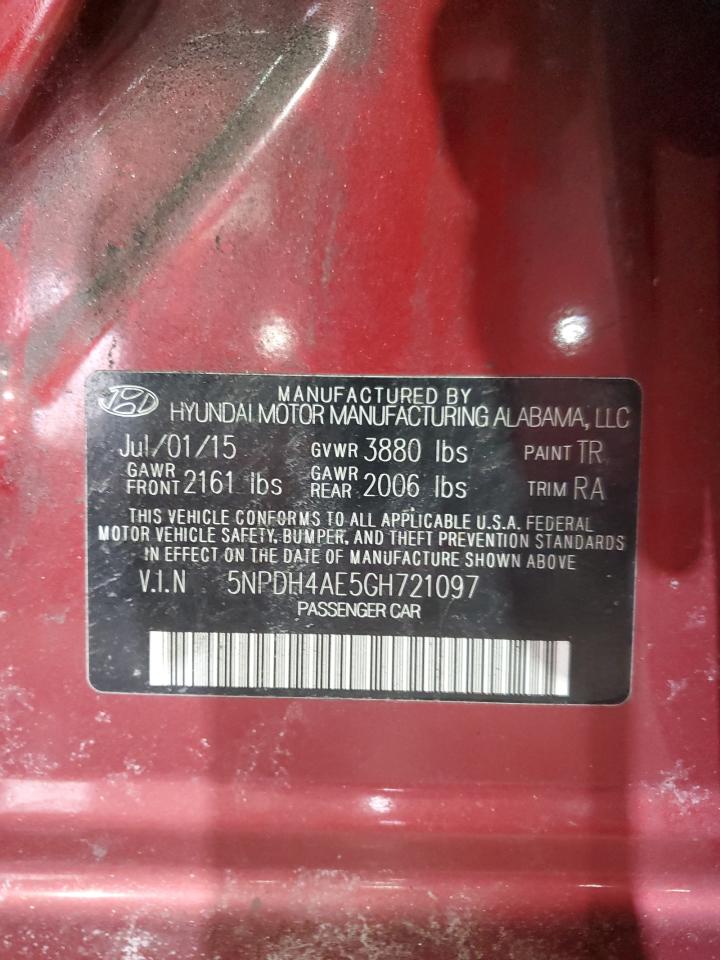 MANUFACTURED BY
HYUNDAI MOTOR MANUFACTURING ALABAMA, LLC
Jul/01/15 GVWR 3880 lbs PAINT TR
GAWR FRONT 2161 lbs GAWR REAR 2006 lbs TRIM RA
THIS VEHICLE CONFORMS TO ALL APPLICABLE U.S.A. FEDERAL
MOTOR VEHICLE SAFETY, BUMPER, AND THEFT PREVENTION STANDARDS
IN EFFECT ON THE DATE OF MANUFACTURE SHOWN ABOVE
V.I.N 5NPDH4AE5GH721097
PASSENGER CAR